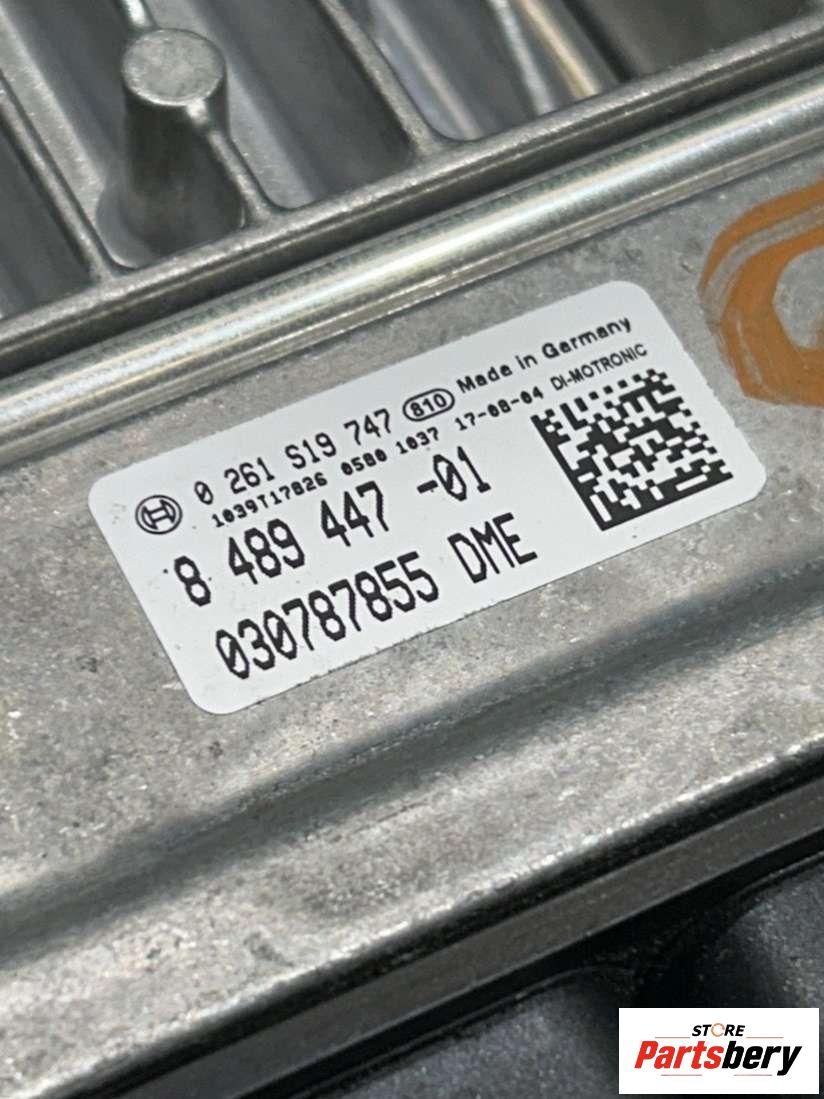 0 261 S19 747 810 Made in Germany
1039T17826 0580 1037 17-08-04 DI-MOTRONIC
8 489 447 -01
030787855 DME
STORE
Partsbery